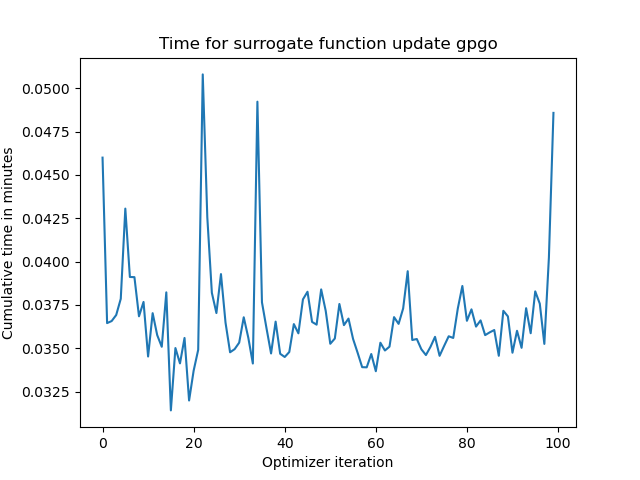 Time for surrogate function update gpgo
Cumulative time in minutes
0.0500
0.0475
0.0450
0.0425
0.0400
0.0375
0.0350
0.0325
0 20 40 60 80 100
Optimizer iteration